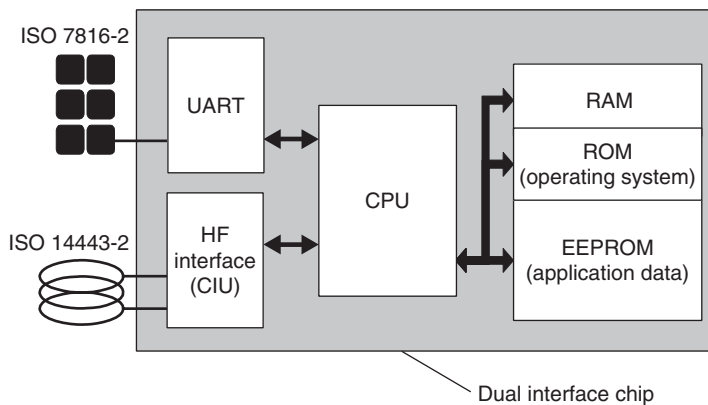 ISO 7816-2
UART
RAM
ROM
(operating system)
CPU
ISO 14443-2
HF
interface
(CIU)
EEPROM
(application data)
Dual interface chip